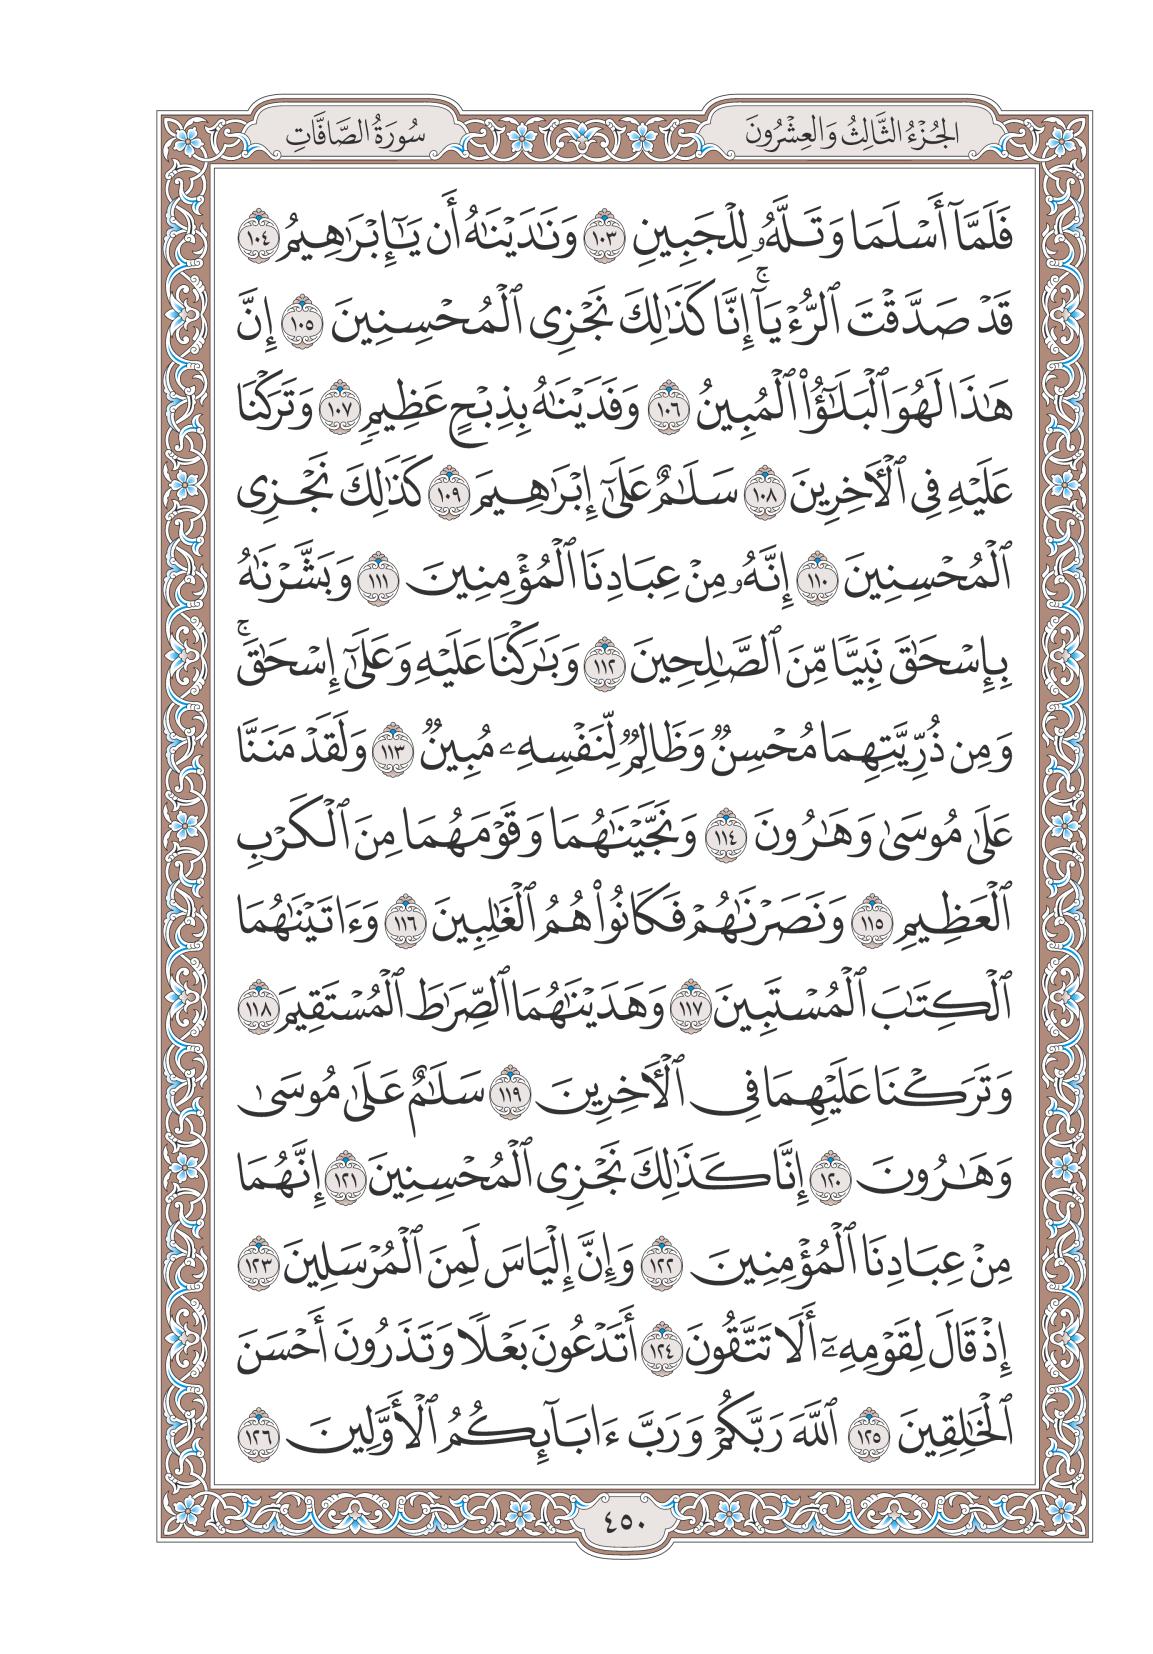 الجُزْءُ الثَّالِثُ وَالعِشْرُونَ
سُورَةُ الصَّافَّاتِ
فَلَمَّآ أَسْلَمَا وَتَلَّهُۥ لِلْجَبِينِ ١٠٣ وَنَٰدَيْنَٰهُ أَن يَٰٓإِبْرَٰهِيمُ ١٠٤
قَدْ صَدَّقْتَ ٱلرُّءْيَآۚ إِنَّا كَذَٰلِكَ نَجْزِى ٱلْمُحْسِنِينَ ١٠٥ إِنَّ
هَٰذَا لَهُوَ ٱلْبَلَٰٓؤُا۟ ٱلْمُبِينُ ١٠٦ وَفَدَيْنَٰهُ بِذِبْحٍ عَظِيمٍ ١٠٧ وَتَرَكْنَا
عَلَيْهِ فِى ٱلْأَخِرِينَ ١٠٨ سَلَٰمٌ عَلَىٰٓ إِبْرَٰهِيمَ ١٠٩ كَذَٰلِكَ نَجْزِى
ٱلْمُحْسِنِينَ ١١٠ إِنَّهُۥ مِنْ عِبَادِنَا ٱلْمُؤْمِنِينَ ١١١ وَبَشَّرْنَٰهُ
بِإِسْحَٰقَ نَبِيًّا مِّنَ ٱلصَّٰلِحِينَ ١١٢ وَبَٰرَكْنَا عَلَيْهِ وَعَلَىٰٓ إِسْحَٰقَۚ
وَمِن ذُرِّيَّتِهِمَا مُحْسِنٌ وَظَالِمٌ لِّنَفْسِهِۦ مُبِينٌ ١١٣ وَلَقَدْ مَنَنَّا
عَلَىٰ مُوسَىٰ وَهَٰرُونَ ١١٤ وَنَجَّيْنَٰهُمَا وَقَوْمَهُمَا مِنَ ٱلْكَرْبِ
ٱلْعَظِيمِ ١١٥ وَنَصَرْنَٰهُمْ فَكَانُوا۟ هُمُ ٱلْغَٰلِبِينَ ١١٦ وَءَاتَيْنَٰهُمَا
ٱلْكِتَٰبَ ٱلْمُسْتَبِينَ ١١٧ وَهَدَيْنَٰهُمَا ٱلصِّرَٰطَ ٱلْمُسْتَقِيمَ ١١٨
وَتَرَكْنَا عَلَيْهِمَا فِى ٱلْأَخِرِينَ ١١٩ سَلَٰمٌ عَلَىٰ مُوسَىٰ
وَهَٰرُونَ ١٢٠ إِنَّا كَذَٰلِكَ نَجْزِى ٱلْمُحْسِنِينَ ١٢١ إِنَّهُمَا
مِنْ عِبَادِنَا ٱلْمُؤْمِنِينَ ١٢٢ وَإِنَّ إِلْيَاسَ لَمِنَ ٱلْمُرْسَلِينَ ١٢٣
إِذْ قَالَ لِقَوْمِهِۦٓ أَلَا تَتَّقُونَ ١٢٤ أَتَدْعُونَ بَعْلًا وَتَذَرُونَ أَحْسَنَ
ٱلْخَٰلِقِينَ ١٢٥ ٱللَّهَ رَبَّكُمْ وَرَبَّ ءَابَآئِكُمُ ٱلْأَوَّلِينَ ١٢٦
٤٥٠